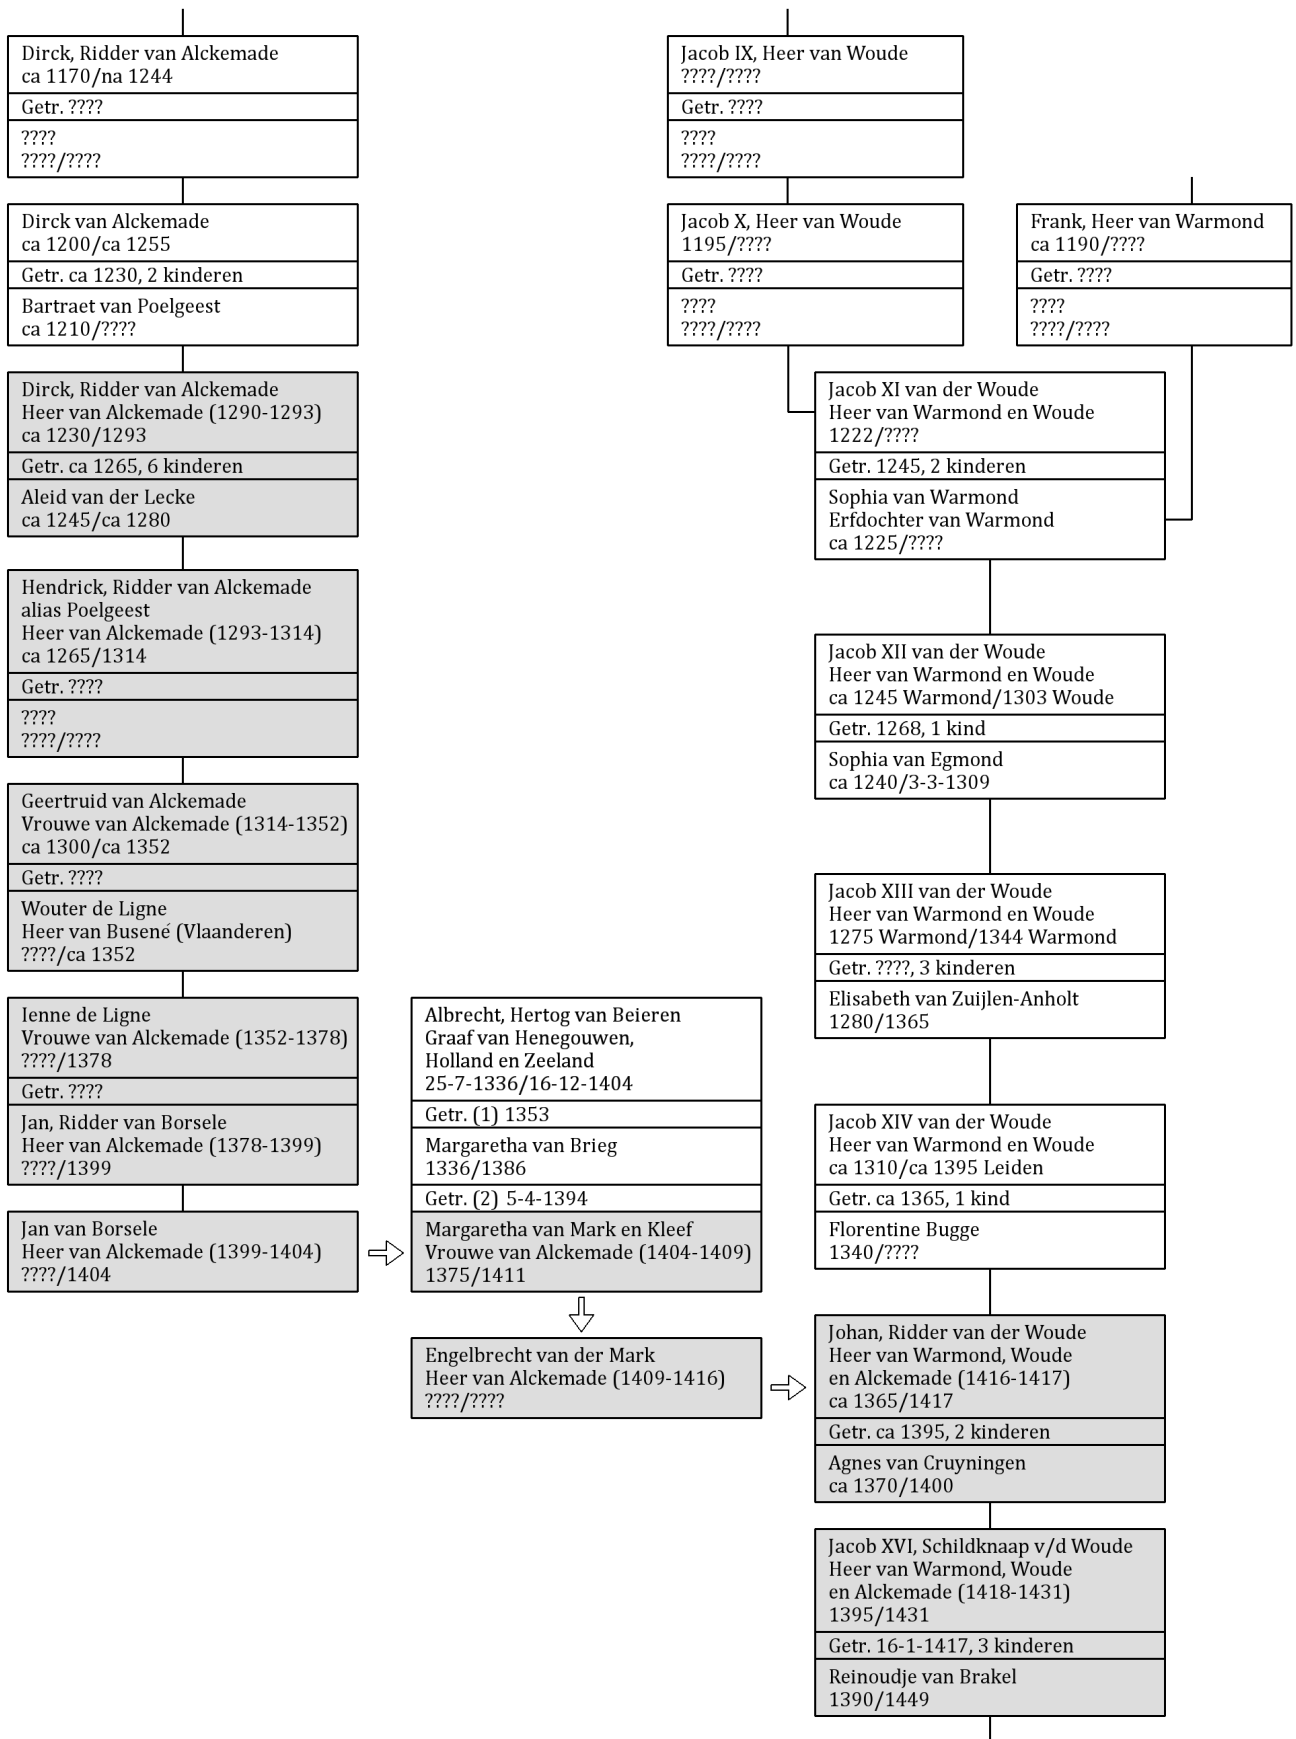 Dirck, Ridder van Alckemade
ca 1170/na 1244
Getr. ????
????
????/????
Dirck van Alckemade
ca 1200/ca 1255
Getr. ca 1230, 2 kinderen
Bartraet van Poelgeest
ca 1210/????
Dirck, Ridder van Alckemade
Heer van Alckemade (1290-1293)
ca 1230/1293
Getr. ca 1265, 6 kinderen
Aleid van der Lecke
ca 1245/ca 1280
Hendrick, Ridder van Alckemade
alias Poelgeest
Heer van Alckemade (1293-1314)
ca 1265/1314
Getr. ????
????
????/????
Geertruid van Alckemade
Vrouwe van Alckemade (1314-1352)
ca 1300/ca 1352
Getr. ????
Wouter de Ligne
Heer van Busené (Vlaanderen)
????/ca 1352
Ienne de Ligne
Vrouwe van Alckemade (1352-1378)
????/1378
Getr. ????
Jan, Ridder van Borsele
Heer van Alckemade (1378-1399)
????/1399
Jan van Borsele
Heer van Alckemade (1399-1404)
????/1404
Albrecht, Hertog van Beieren
Graaf van Henegouwen,
Holland en Zeeland
25-7-1336/16-12-1404
Getr. (1) 1353
Margaretha van Brieg
1336/1386
Getr. (2) 5-4-1394
Margaretha van Mark en Kleef
Vrouwe van Alckemade (1404-1409)
1375/1411
Engelbrecht van der Mark
Heer van Alckemade (1409-1416)
????/????
Jacob IX, Heer van Woude
????/????
Getr. ????
????
????/????
Jacob X, Heer van Woude
1195/????
Getr. ????
????
????/????
Frank, Heer van Warmond
ca 1190/????
Getr. ????
????
????/????
Jacob XI van der Woude
Heer van Warmond en Woude
1222/????
Getr. 1245, 2 kinderen
Sophia van Warmond
Erfdochter van Warmond
ca 1225/????
Jacob XII van der Woude
Heer van Warmond en Woude
ca 1245 Warmond/1303 Woude
Getr. 1268, 1 kind
Sophia van Egmond
ca 1240/3-3-1309
Jacob XIII van der Woude
Heer van Warmond en Woude
1275 Warmond/1344 Warmond
Getr. ????, 3 kinderen
Elisabeth van Zuijlen-Anholt
1280/1365
Jacob XIV van der Woude
Heer van Warmond en Woude
ca 1310/ca 1395 Leiden
Getr. ca 1365, 1 kind
Florentine Bugge
1340/????
Johan, Ridder van der Woude
Heer van Warmond, Woude
en Alckemade (1416-1417)
ca 1365/1417
Getr. ca 1395, 2 kinderen
Agnes van Cruyningen
ca 1370/1400
Jacob XVI, Schildknaap v/d Woude
Heer van Warmond, Woude
en Alckemade (1418-1431)
1395/1431
Getr. 16-1-1417, 3 kinderen
Reinoudje van Brakel
1390/1449